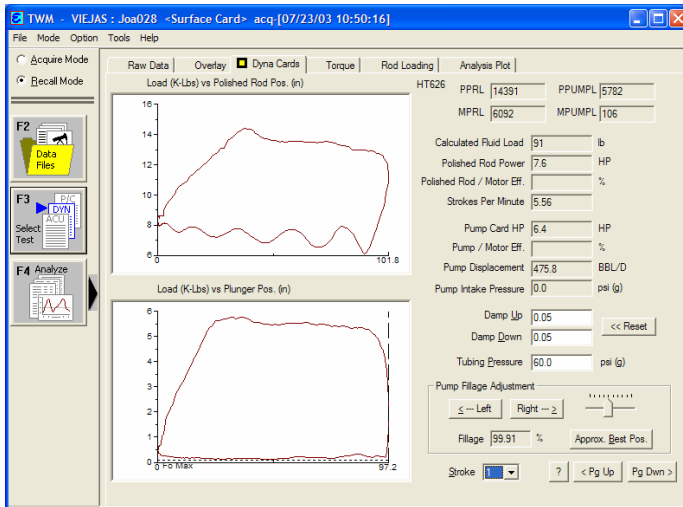 TWM - VIEJAS : Joa028 <Surface Card> acq-[07/23/03 10:50:16]
File Mode Option Tools Help
Acquire Mode
Recall Mode
F2
Data
Files
F3
P/C
DYN
ACU
Select
Test
F4 Analyze
Raw Data Overlay Dyna Cards Torque Rod Loading Analysis Plot
Load (K-Lbs) vs Polished Rod Pos. (in)
16
14
12
10
8
6
0 101.8
Load (K-Lbs) vs Plunger Pos. (in)
6
5
4
3
2
1
0 Fo Max 97.2
HT626 PPRL 14391 PPUMPL 5782
MPRL 6092 MPUMPL 106
Calculated Fluid Load 91 lb
Polished Rod Power 7.6 HP
Polished Rod / Motor Eff. %
Strokes Per Minute 5.56
Pump Card HP 6.4 HP
Pump / Motor Eff. %
Pump Displacement 475.8 BBL/D
Pump Intake Pressure 0.0 psi (g)
Damp Up 0.05
Damp Down 0.05
<< Reset
Tubing Pressure 60.0 psi (g)
Pump Fillage Adjustment
< --- Left Right --- >
Fillage 99.91 % Approx. Best Pos.
Stroke 1 ? < Pg Up Pg Dwn >